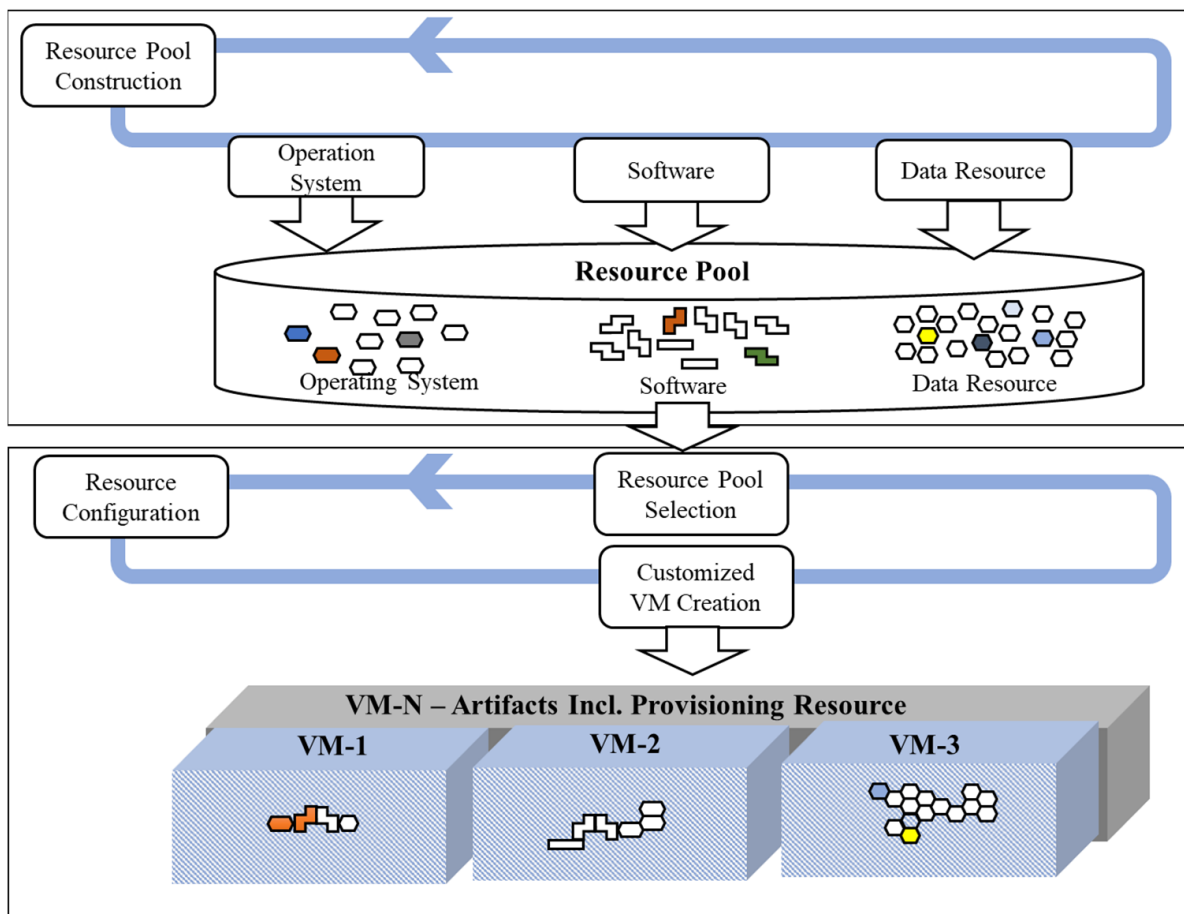 Resource Pool
Construction
Operation
System
Software
Data Resource
Resource Pool
Operating System
Software
Data Resource
Resource
Configuration
Resource Pool
Selection
Customized
VM Creation
VM-N – Artifacts Incl. Provisioning Resource
VM-1
VM-2
VM-3